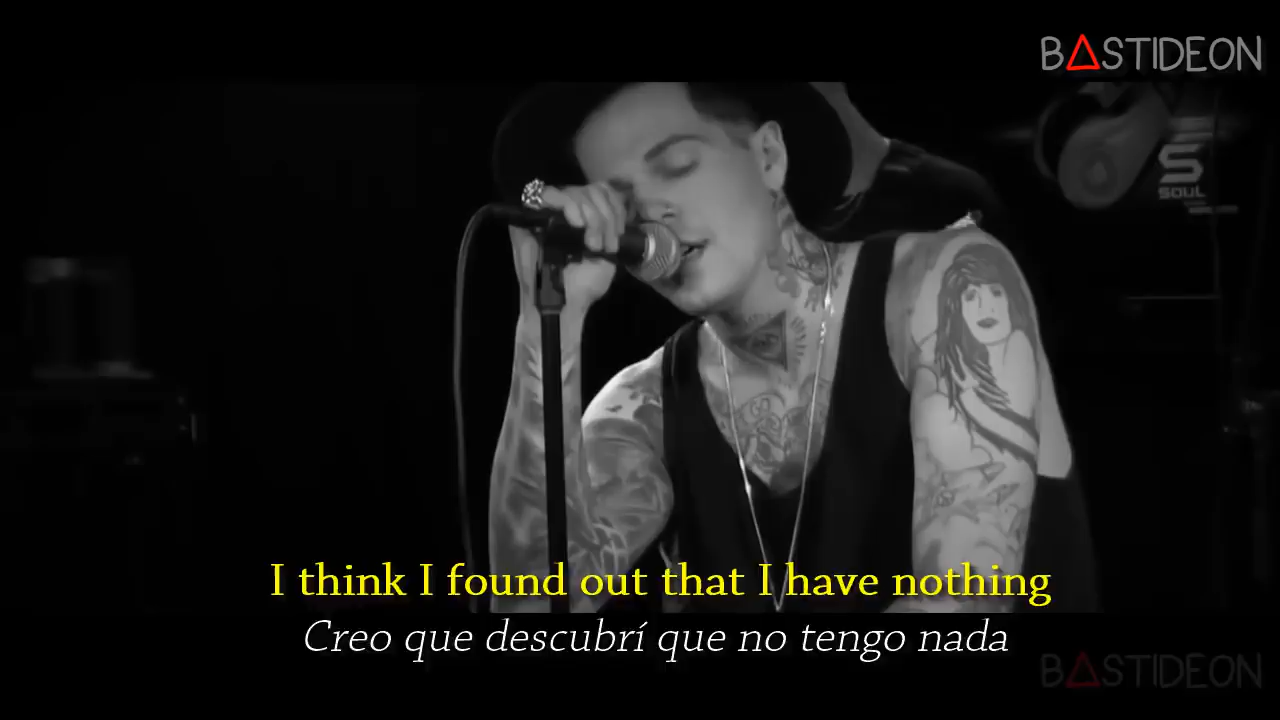 BASTIDEON
S
SOUL
I think I found out that I have nothing
Creo que descubrí que no tengo nada
BASTIDEON